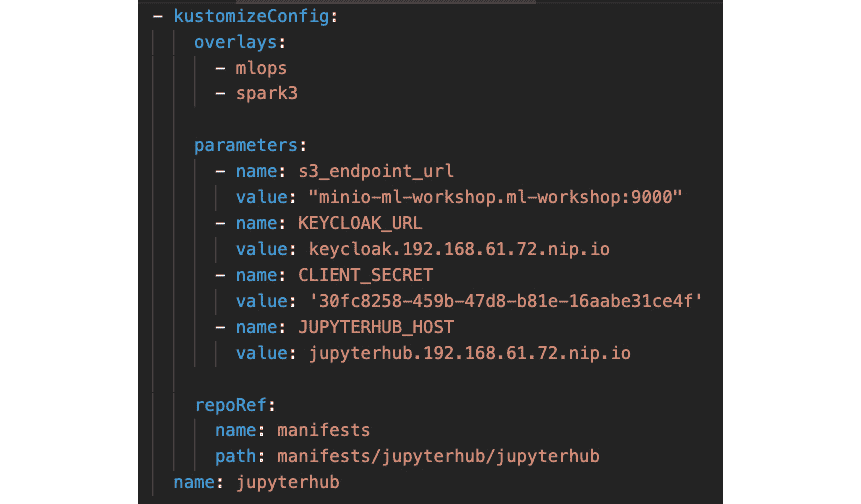 - kustomizeConfig:
overlays:
- mlops
- spark3
parameters:
- name: s3_endpoint_url
value: "minio-ml-workshop.ml-workshop:9000"
- name: KEYCLOAK_URL
value: keycloak.192.168.61.72.nip.io
- name: CLIENT_SECRET
value: '30fc8258-459b-47d8-b81e-16aabe31ce4f'
- name: JUPYTERHUB_HOST
value: jupyterhub.192.168.61.72.nip.io
repoRef:
name: manifests
path: manifests/jupyterhub/jupyterhub
name: jupyterhub